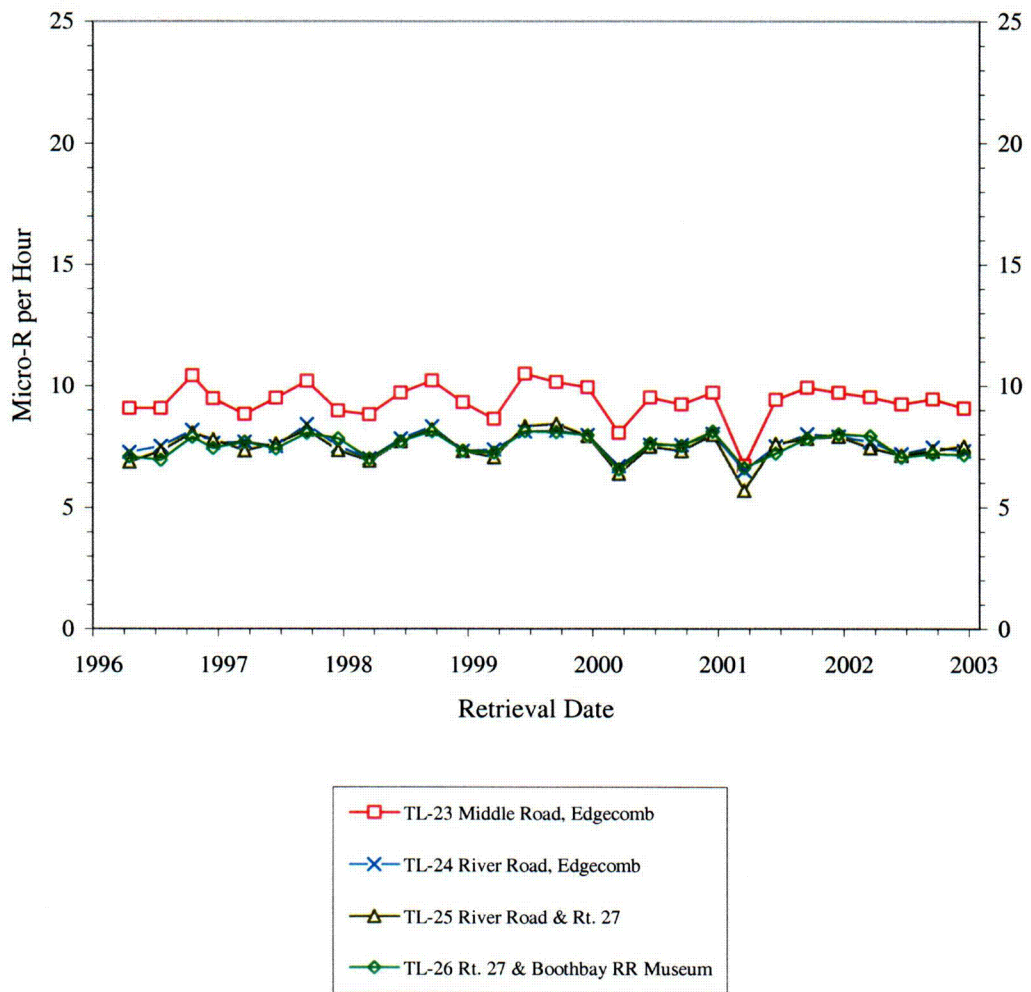 25 25
20 20
15 15
10 10
5 5
0 0
Micro-R per Hour
1996 1997 1998 1999 2000 2001 2002 2003
Retrieval Date
TL-23 Middle Road, Edgecomb
TL-24 River Road, Edgecomb
TL-25 River Road & Rt. 27
TL-26 Rt. 27 & Boothbay RR Museum